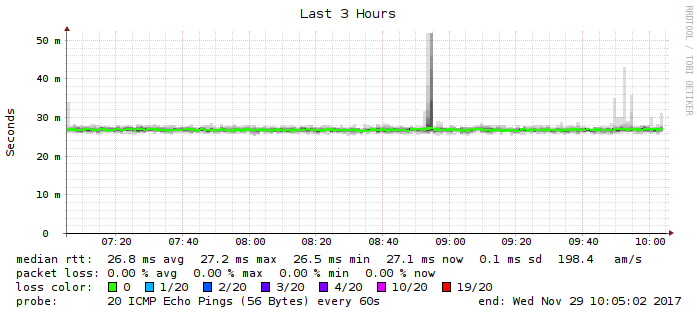 Last 3 Hours
RRDTOOL / TOBI OETIKER
Seconds
50 m
40 m
30 m
20 m
10 m
0
07:20 07:40 08:00 08:20 08:40 09:00 09:20 09:40 10:00
median rtt: 26.8 ms avg 27.2 ms max 26.5 ms min 27.1 ms now 0.1 ms sd 198.4 am/s
packet loss: 0.00 % avg 0.00 % max 0.00 % min 0.00 % now
loss color: 0 1/20 2/20 3/20 4/20 10/20 19/20
probe: 20 ICMP Echo Pings (56 Bytes) every 60s end: Wed Nov 29 10:05:02 2017